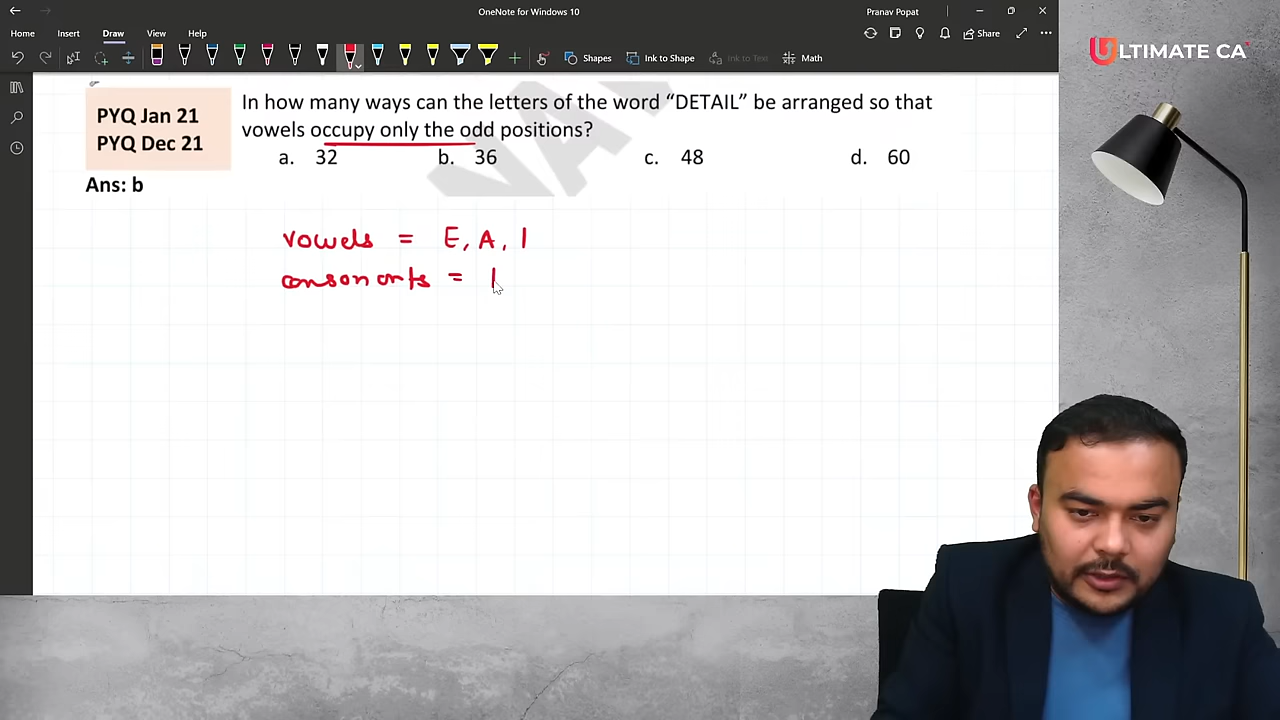 OneNote for Windows 10
Pranav Popat
Home Insert Draw View Help
Share
Shapes Ink to Shape Ink to Text Math
ULTIMATE CA
PYQ Jan 21
PYQ Dec 21
In how many ways can the letters of the word “DETAIL” be arranged so that
vowels occupy only the odd positions?
a. 32 b. 36 c. 48 d. 60
Ans: b
vowels = E, A, I
consonants =